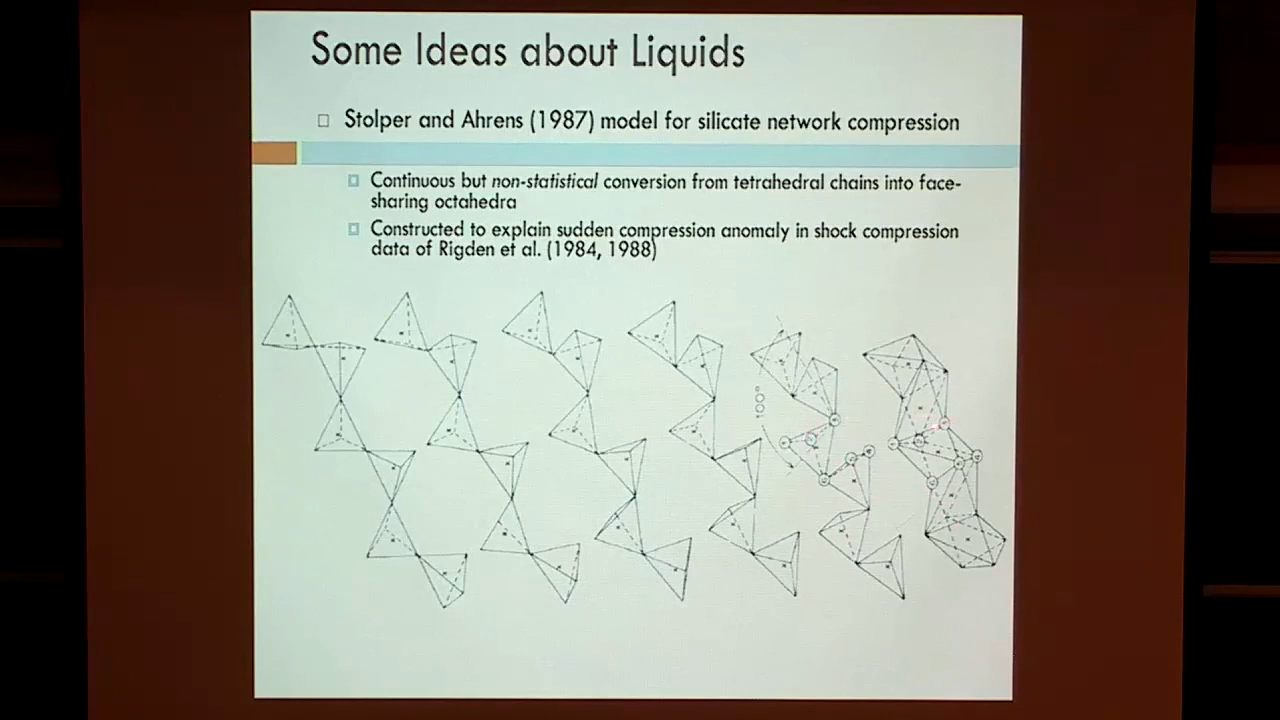 Some Ideas about Liquids
Stolper and Ahrens (1987) model for silicate network compression
Continuous but non-statistical conversion from tetrahedral chains into face-
sharing octahedra
Constructed to explain sudden compression anomaly in shock compression
data of Rigden et al. (1984, 1988)
100°